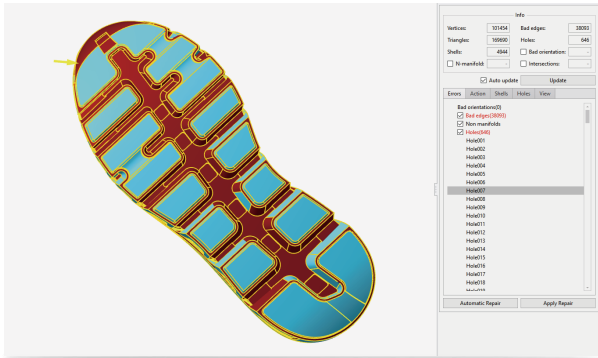 Info
Vertices: 101454 Bad edges: 38093
Triangles: 169690 Holes: 646
Shells: 4944 Bad orientation: -
N-manifold: - Intersections: -
Auto update Update
Errors Action Shells Holes View
Bad orientations(0)
Bad edges(38093)
Non manifolds
Holes(646)
Hole001
Hole002
Hole003
Hole004
Hole005
Hole006
Hole007
Hole008
Hole009
Hole010
Hole011
Hole012
Hole013
Hole014
Hole015
Hole016
Hole017
Hole018
Automatic Repair Apply Repair